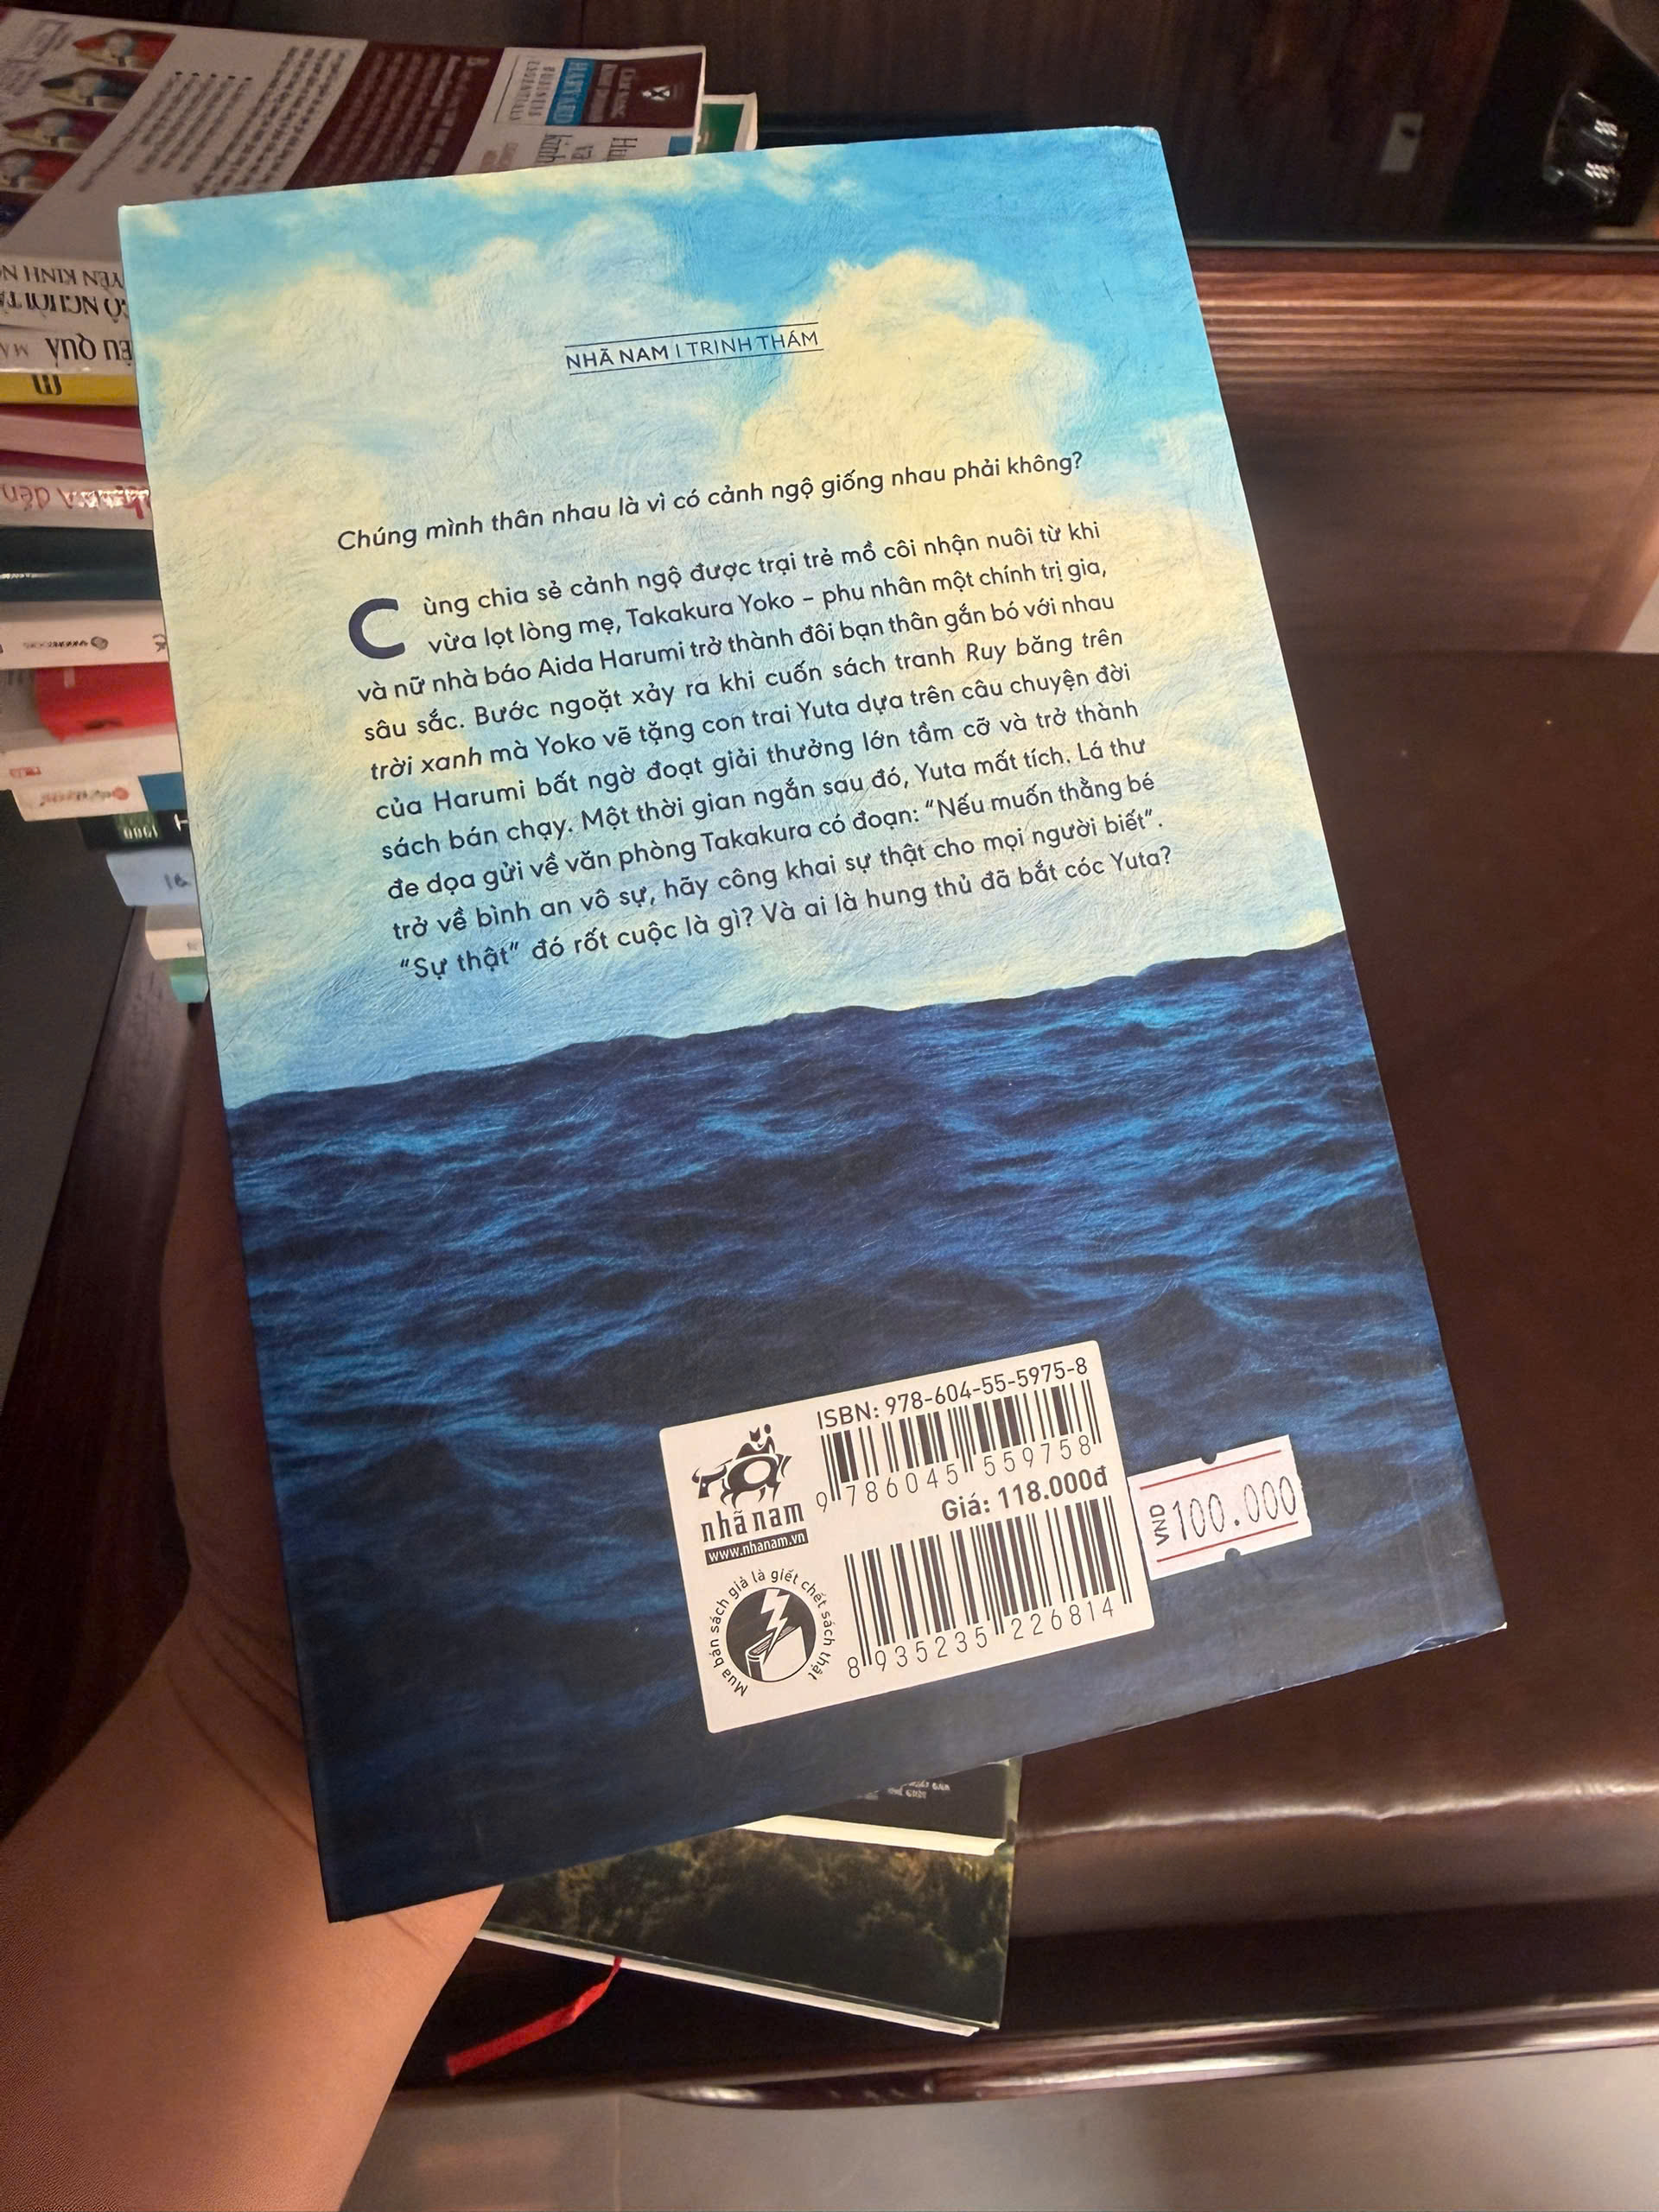 NHÃ NAM | TRINH THÁM
Chúng mình thân nhau là vì có cảnh ngộ giống nhau phải không?
Cùng chia sẻ cảnh ngộ được trại trẻ mồ côi nhận nuôi từ khi
vừa lọt lòng mẹ, Takakura Yoko – phu nhân một chính trị gia,
và nữ nhà báo Aida Harumi trở thành đôi bạn thân gắn bó với nhau
sâu sắc. Bước ngoặt xảy ra khi cuốn sách tranh Ruy băng trên
trời xanh mà Yoko vẽ tặng con trai Yuta dựa trên câu chuyện đời
của Harumi bất ngờ đoạt giải thưởng lớn tầm cỡ và trở thành
sách bán chạy. Một thời gian ngắn sau đó, Yuta mất tích. Lá thư
đe dọa gửi về văn phòng Takakura có đoạn: “Nếu muốn thằng bé
trở về bình an vô sự, hãy công khai sự thật cho mọi người biết”.
“Sự thật” đó rốt cuộc là gì? Và ai là hung thủ đã bắt cóc Yuta?
ISBN: 978-604-55-5975-8
9 786045 559758
Giá: 118.000đ
nhã nam
www.nhanam.vn
Mua bán sách giả là giết chết sách thật
8 935235 226814
VND 100.000
HARVARD
BUSINESS
ESSENTIALS